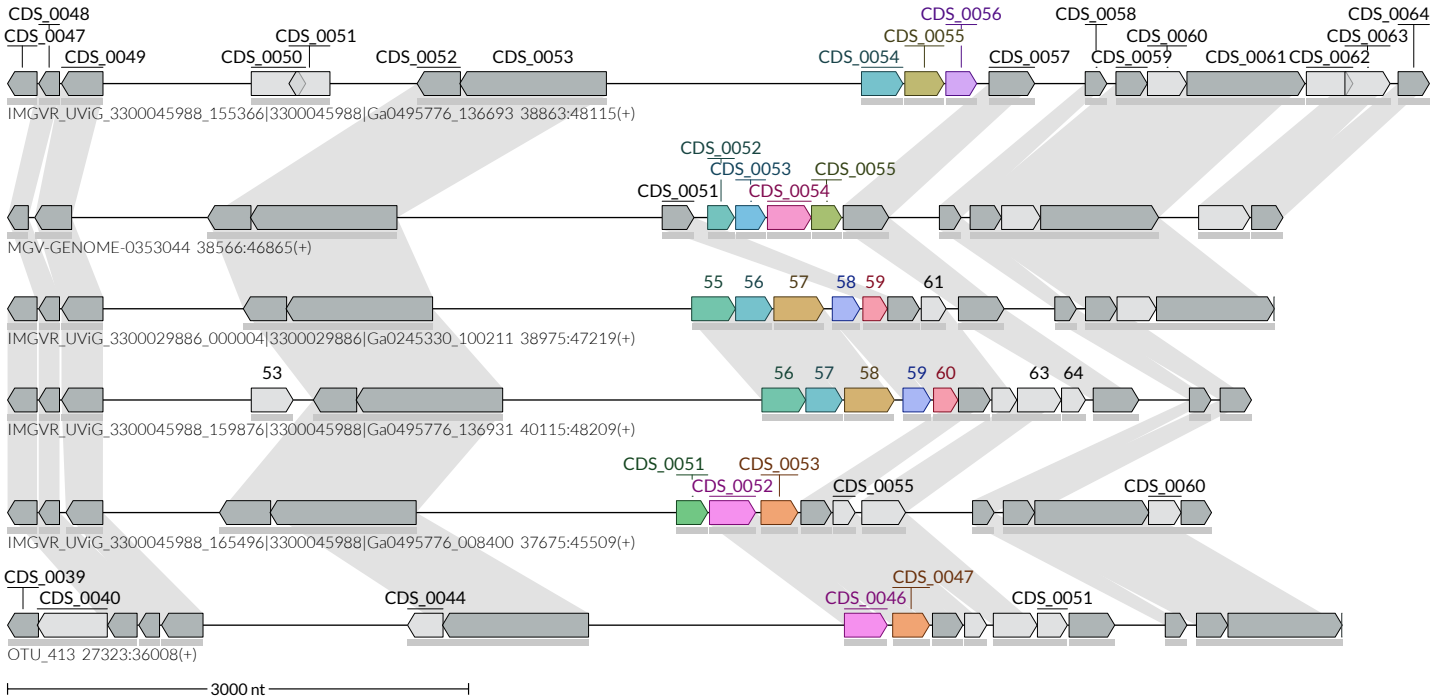 CDS_0048 CDS_0056 CDS_0058 CDS_0064
CDS_0047 CDS_0051 CDS_0055 CDS_0060 CDS_0063
CDS_0049 CDS_0050 CDS_0052 CDS_0053 CDS_0054 CDS_0057 CDS_0059 CDS_0061 CDS_0062
IMGVR_UViG_3300045988_155366|3300045988|Ga0495776_136693 38863:48115(+)
CDS_0052
CDS_0053 CDS_0055
CDS_0051 CDS_0054
MGV-GENOME-0353044 38566:46865(+)
55 56 57 58 59 61
IMGVR_UViG_3300029886_000004|3300029886|Ga0245330_100211 38975:47219(+)
53 56 57 58 59 60 63 64
IMGVR_UViG_3300045988_159876|3300045988|Ga0495776_136931 40115:48209(+)
CDS_0051 CDS_0053
CDS_0052 CDS_0055 CDS_0060
IMGVR_UViG_3300045988_165496|3300045988|Ga0495776_008400 37675:45509(+)
CDS_0039 CDS_0047
CDS_0040 CDS_0044 CDS_0046 CDS_0051
OTU_413 27323:36008(+)
3000 nt